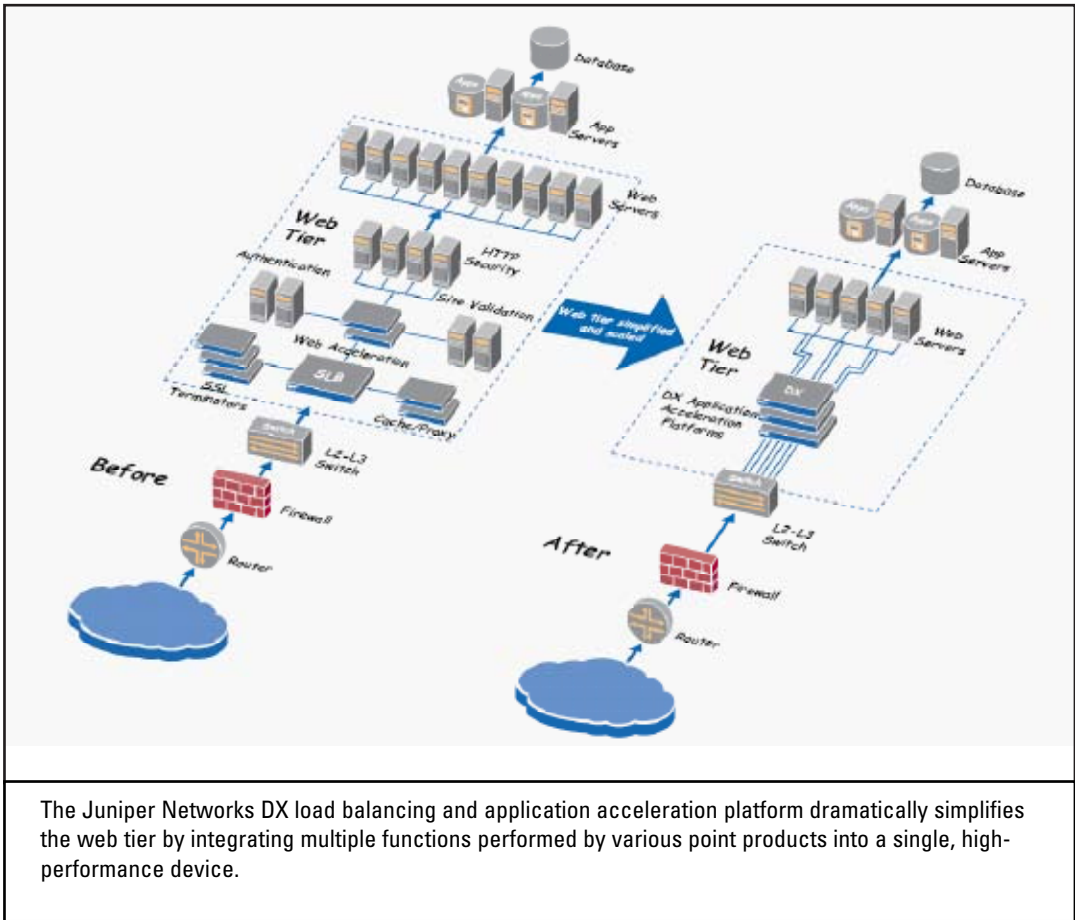 Database
Apps
Apps
App
Servers
Web
Servers
Web
Tier
HTTP
Security
Authentication
Site Validation
Web Acceleration
SLB
SSL
Terminators
Cache/Proxy
SWITCH
L2-L3
Switch
Before
Firewall
Router
Web tier simplified
and scaled
Database
Apps
Apps
App
Servers
Web
Servers
Web
Tier
DX
DX Application
Acceleration
Platforms
SWITCH
L2-L3
Switch
After
Firewall
Router
The Juniper Networks DX load balancing and application acceleration platform dramatically simplifies
the web tier by integrating multiple functions performed by various point products into a single, high-
performance device.